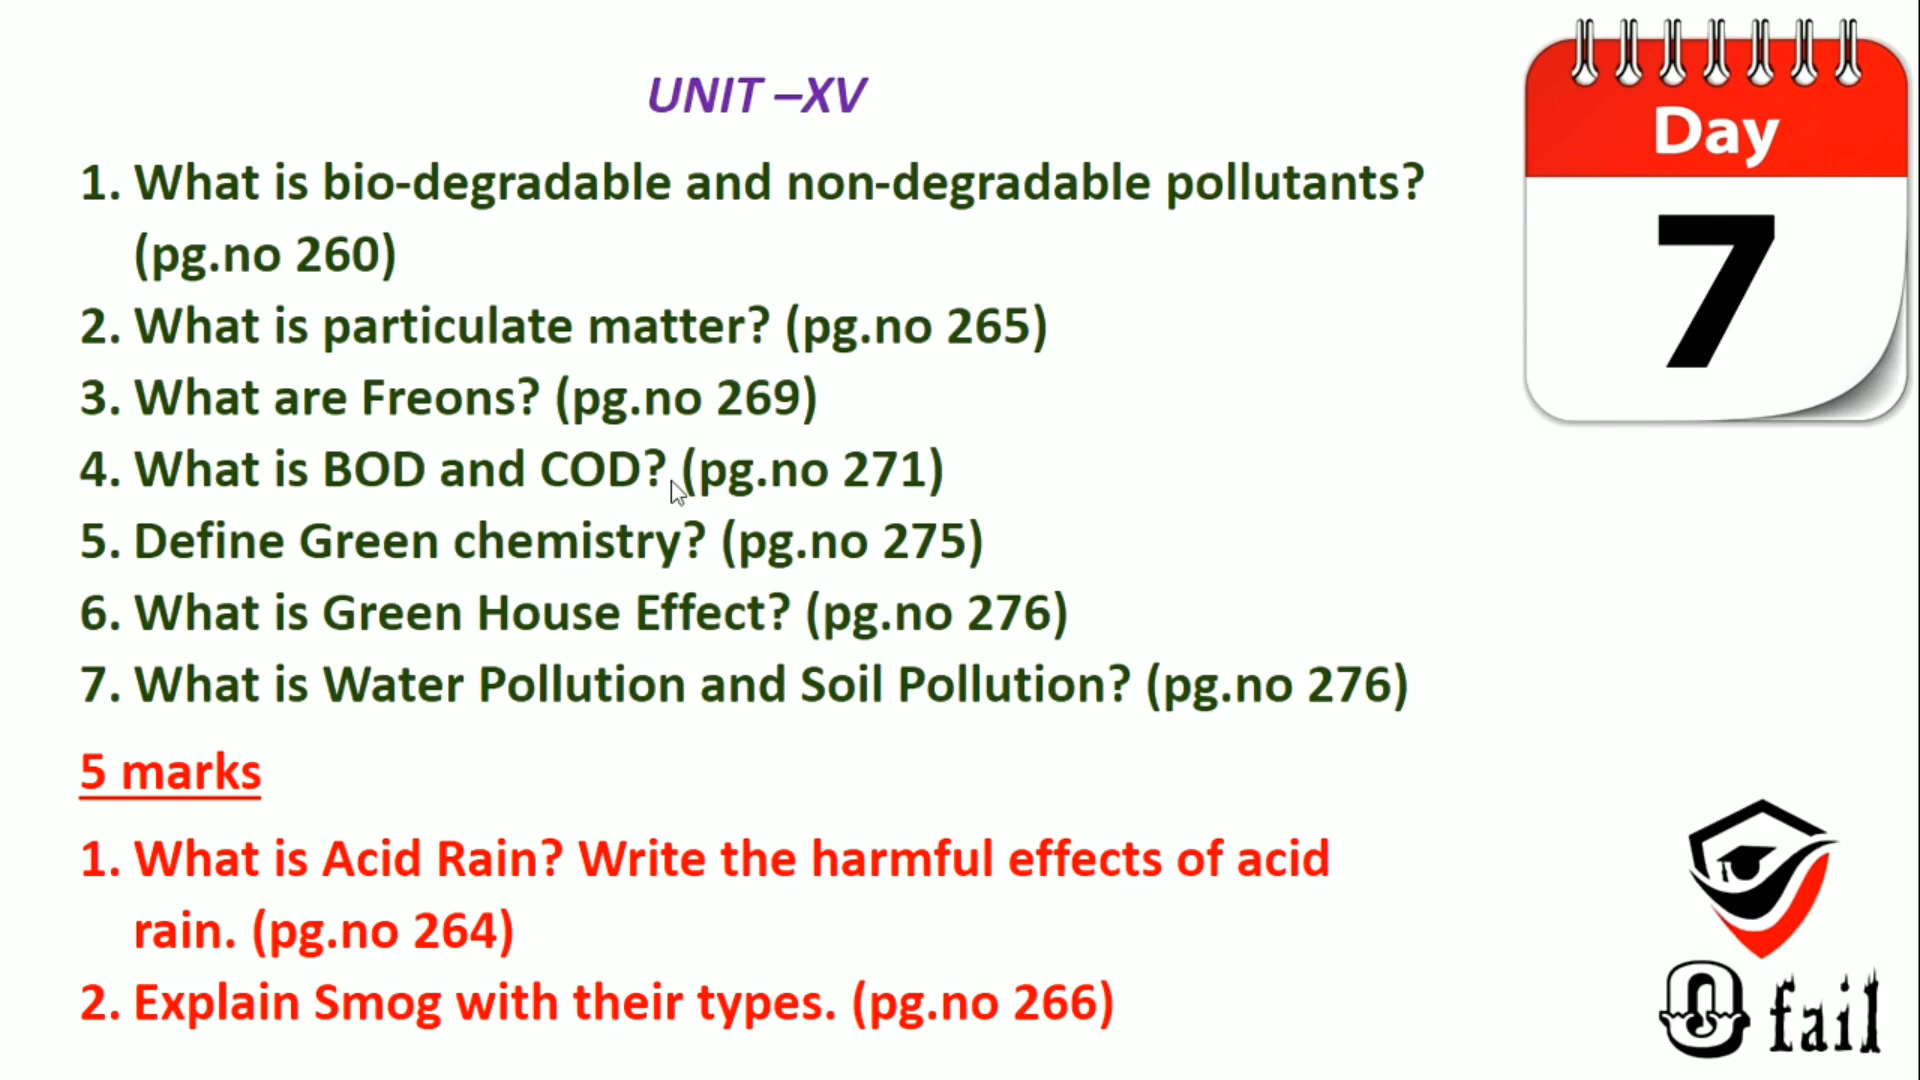 UNIT –XV
1. What is bio-degradable and non-degradable pollutants?
(pg.no 260)
2. What is particulate matter? (pg.no 265)
3. What are Freons? (pg.no 269)
4. What is BOD and COD? (pg.no 271)
5. Define Green chemistry? (pg.no 275)
6. What is Green House Effect? (pg.no 276)
7. What is Water Pollution and Soil Pollution? (pg.no 276)
5 marks
1. What is Acid Rain? Write the harmful effects of acid
rain. (pg.no 264)
2. Explain Smog with their types. (pg.no 266)
Day
7
0 fail